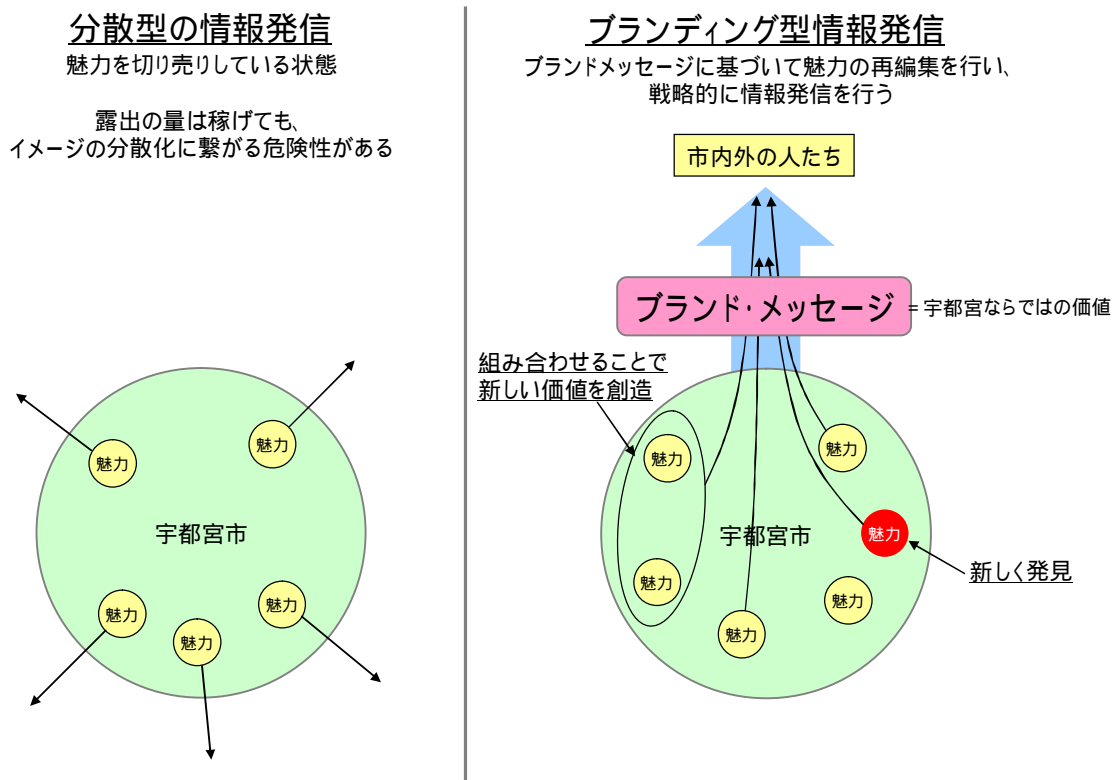 分散型の情報発信
魅力を切り売りしている状態
露出の量は稼げても、
イメージの分散化に繋がる危険性がある
魅力
魅力
宇都宮市
魅力
魅力
魅力
ブランディング型情報発信
ブランドメッセージに基づいて魅力の再編集を行い、
戦略的に情報発信を行う
市内外の人たち
ブランド・メッセージ
=宇都宮ならではの価値
組み合わせることで
新しい価値を創造
魅力
魅力
宇都宮市
魅力
新しく発見
魅力
魅力
魅力